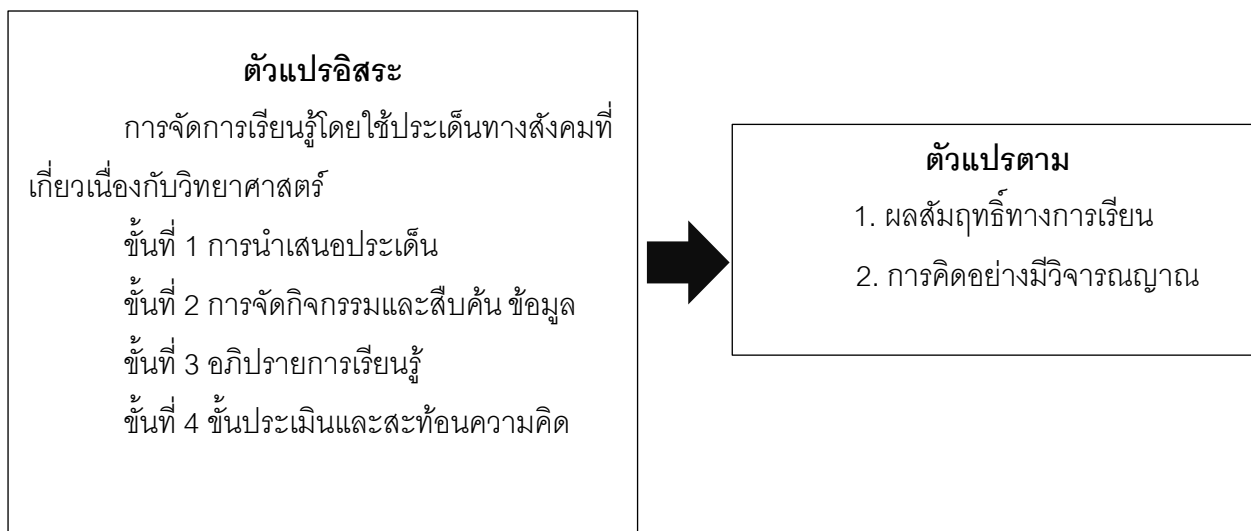 ตัวแปรอิสระ
การจัดการเรียนรู้โดยใช้ประเด็นทางสังคมที่
เกี่ยวเนื่องกับวิทยาศาสตร์
ขั้นที่ 1 การนำเสนอประเด็น
ขั้นที่ 2 การจัดกิจกรรมและสืบค้น ข้อมูล
ขั้นที่ 3 อภิปรายการเรียนรู้
ขั้นที่ 4 ขั้นประเมินและสะท้อนความคิด
ตัวแปรตาม
1. ผลสัมฤทธิ์ทางการเรียน
2. การคิดอย่างมีวิจารณญาณ